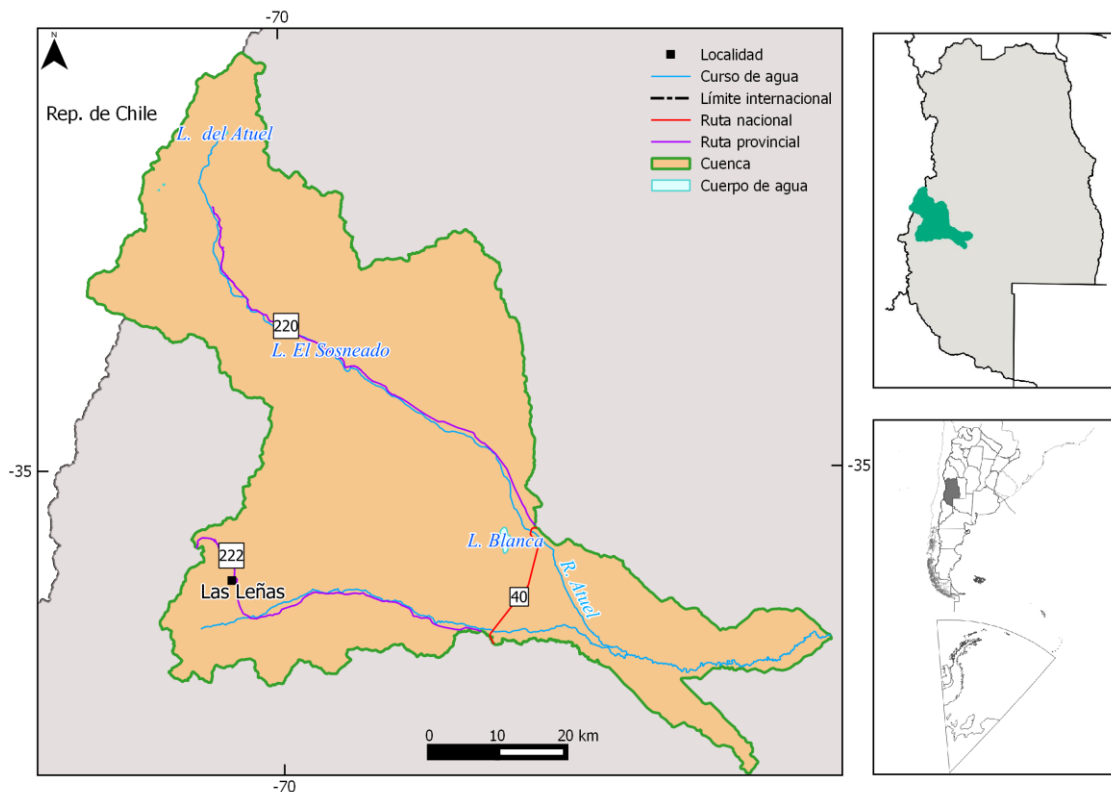 -70
N
Rep. de Chile
Localidad
Curso de agua
Límite internacional
Ruta nacional
Ruta provincial
Cuenca
Cuerpo de agua
L. del Atuel
220
L. El Sosneado
-35
-35
L. Blanca
222
Las Leñas
40
R. Atuel
0 10 20 km
-70